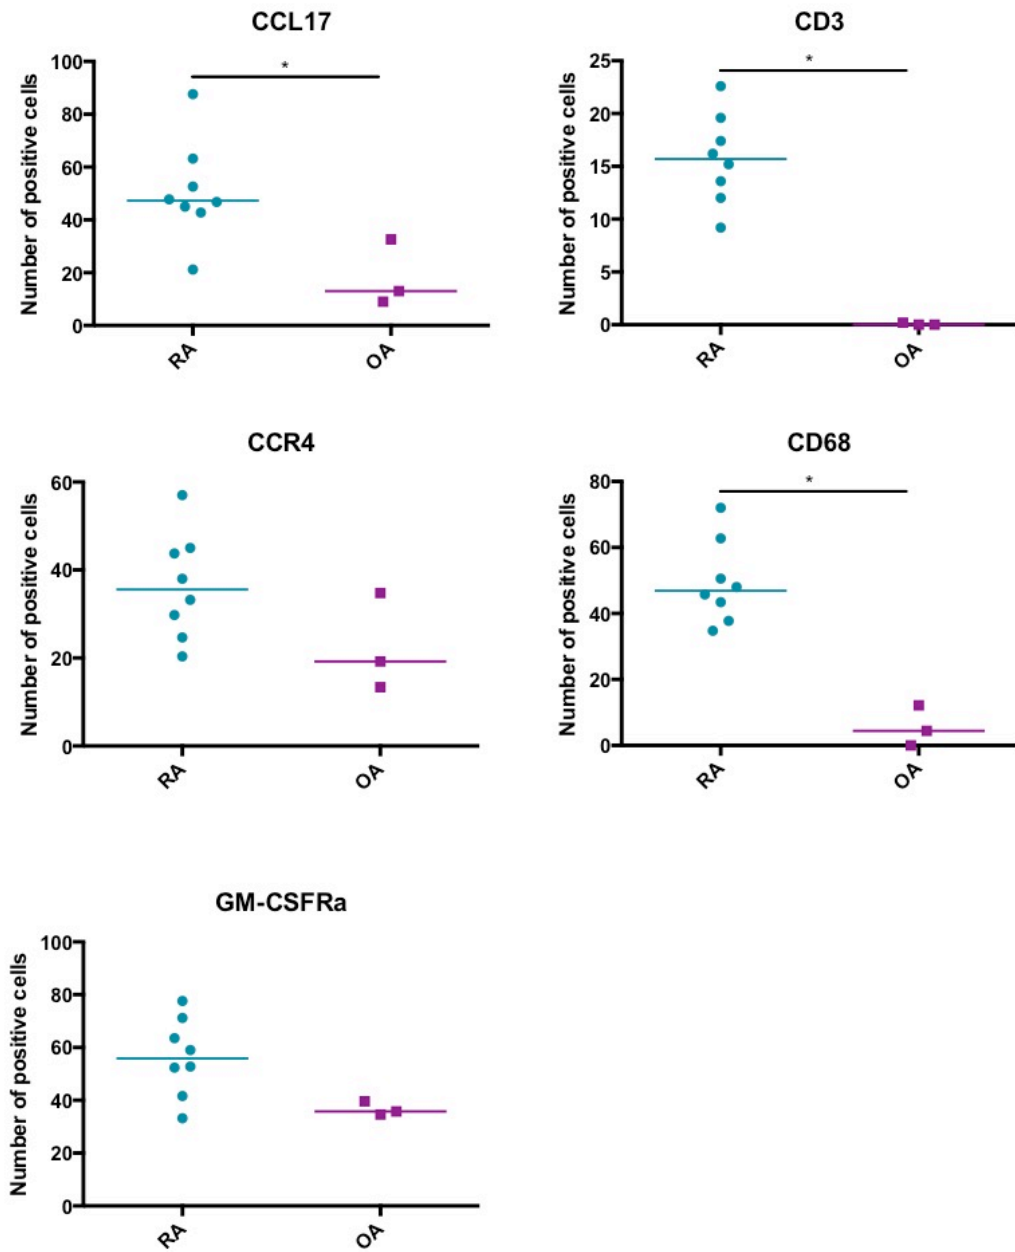 CCL17
Number of positive cells
100
80
60
40
20
0
*
RA
OA
CD3
Number of positive cells
25
20
15
10
5
0
*
RA
OA
CCR4
Number of positive cells
60
40
20
0
RA
OA
CD68
Number of positive cells
80
60
40
20
0
*
RA
OA
GM-CSFRa
Number of positive cells
100
80
60
40
20
0
RA
OA